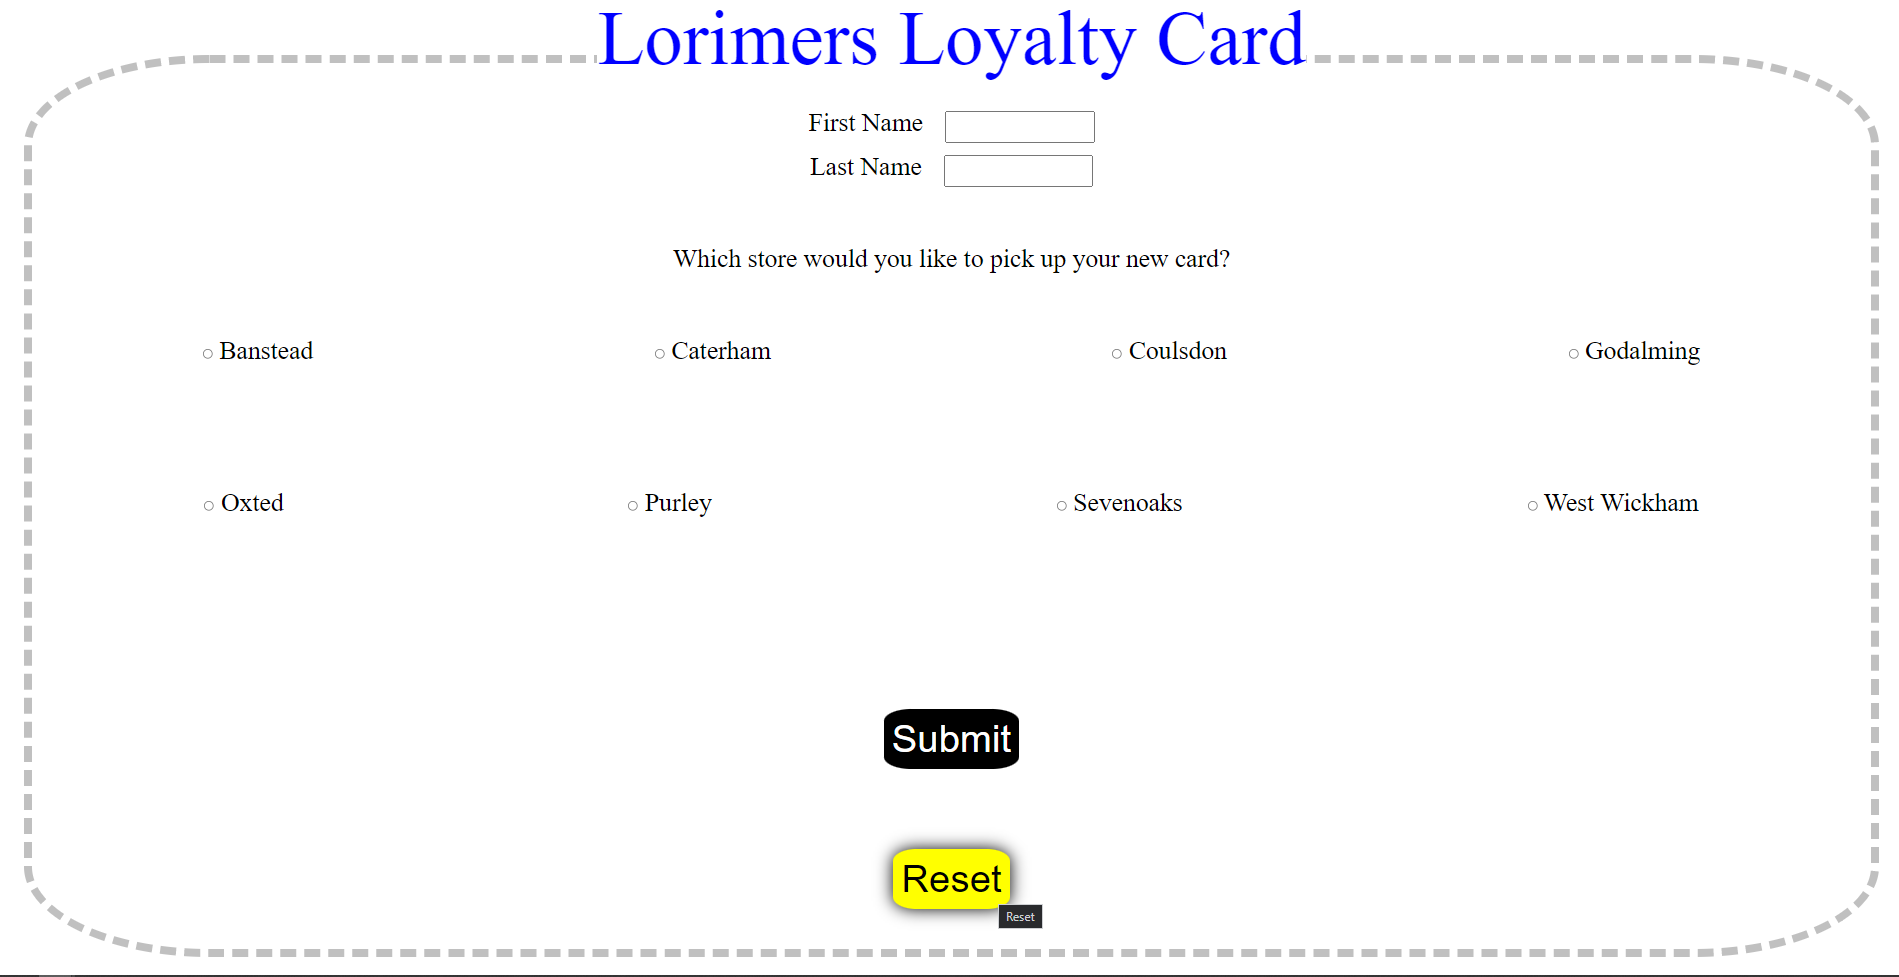 Lorimers Loyalty Card
First Name
Last Name
Which store would you like to pick up your new card?
Banstead Caterham Coulsdon Godalming
Oxted Purley Sevenoaks West Wickham
Submit
Reset
Reset